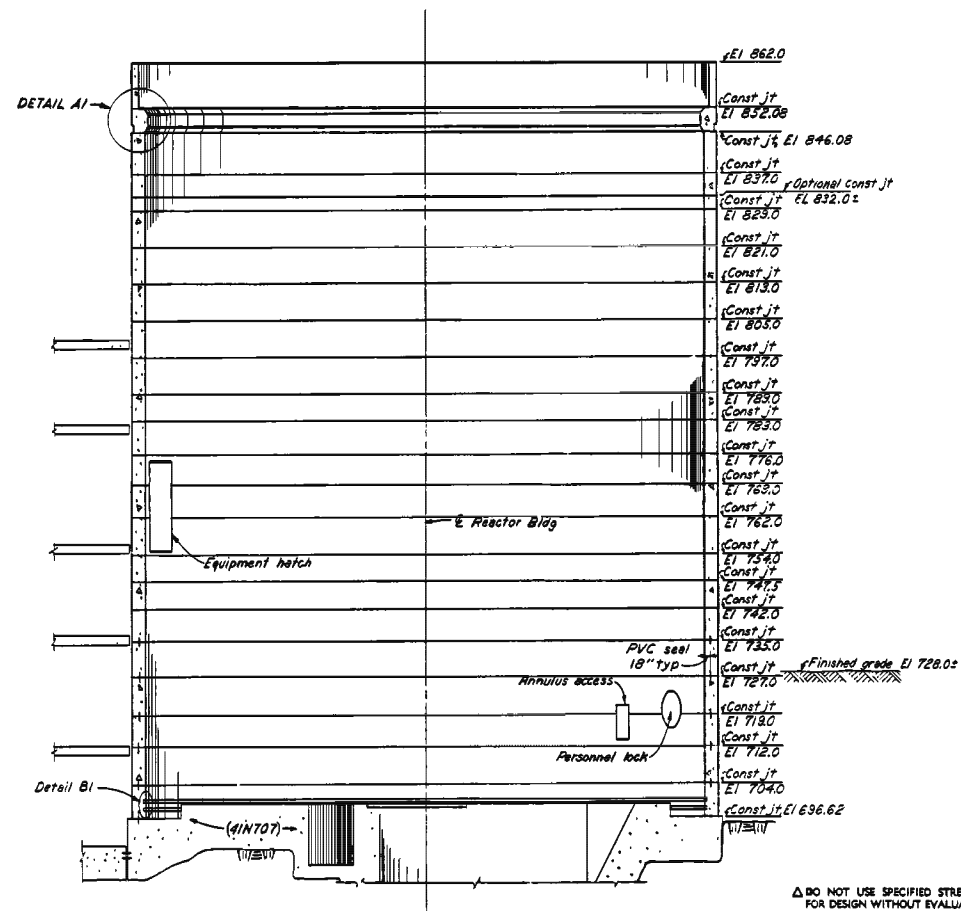 El 862.0
DETAIL A1
Const jt
El 852.08
Const jt, El 846.08
Const jt
El 837.0
Optional const jt
EL 832.0±
Const jt
El 829.0
Const jt
El 821.0
Const jt
El 813.0
Const jt
El 805.0
Const jt
El 797.0
Const jt
El 789.0
Const jt
El 783.0
Const jt
El 776.0
Const jt
El 769.0
Const jt
El 762.0
℄ Reactor Bldg
Equipment hatch
Const jt
El 754.0
Const jt
El 747.5
Const jt
El 742.0
Const jt
El 735.0
PVC seal
18" typ
Const jt
El 727.0
Finished grade El 728.0±
Annulus access
Const jt
El 719.0
Personnel lock
Const jt
El 712.0
Const jt
El 704.0
Detail B1
Const jt El 696.62
(41N707)
△ DO NOT USE SPECIFIED STRE
FOR DESIGN WITHOUT EVALUA